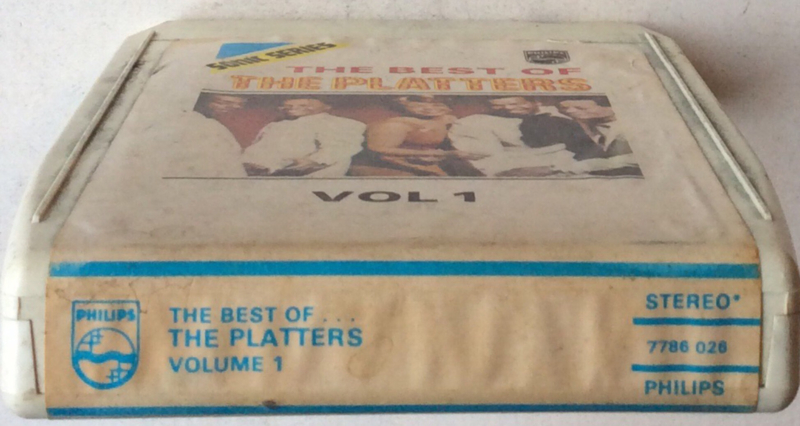 SONIC SERIES
THE BEST OF
THE PLATTERS
VOL 1
PHILIPS
THE BEST OF...
THE PLATTERS
VOLUME 1
STEREO*
7786 026
PHILIPS